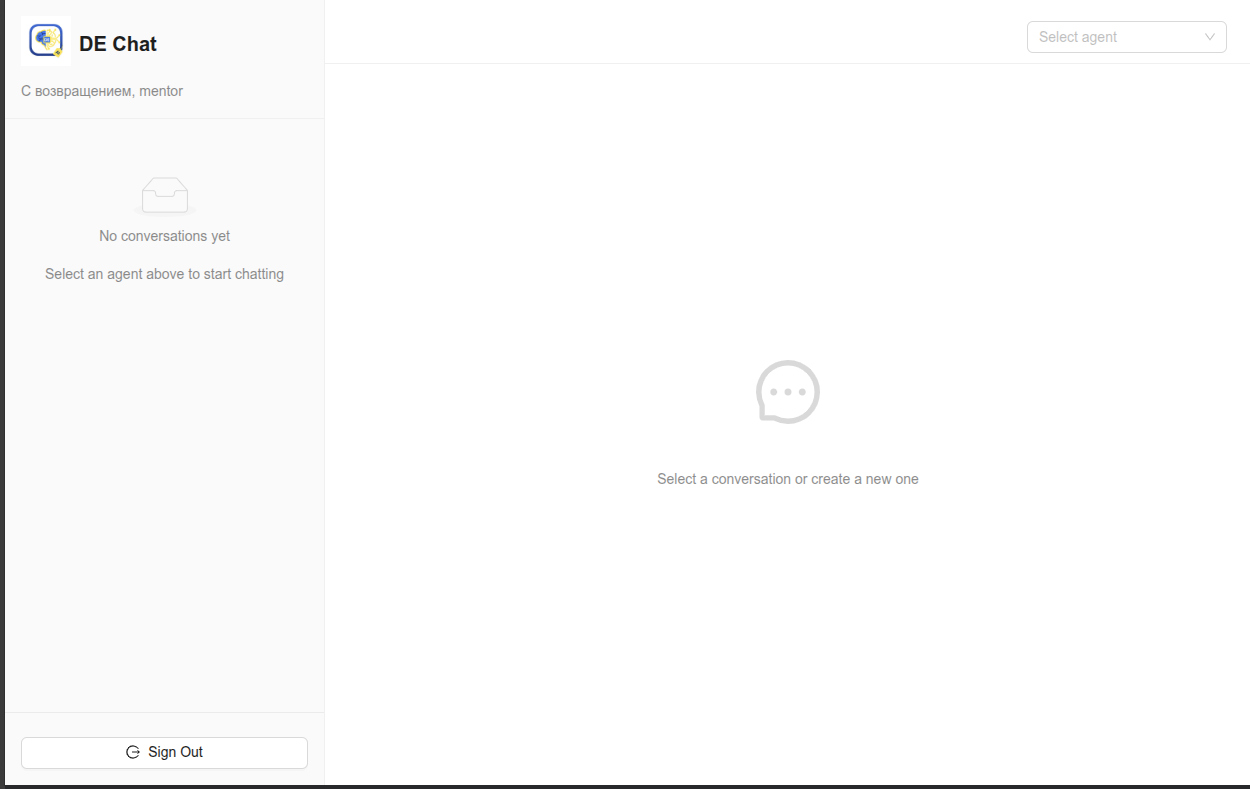 DE Chat
С возвращением, mentor
No conversations yet
Select an agent above to start chatting
Sign Out
Select agent
Select a conversation or create a new one